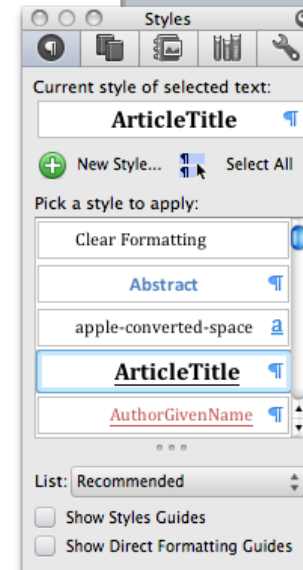 Styles
¶
Current style of selected text:
ArticleTitle ¶
New Style... ¶ ¶ Select All
Pick a style to apply:
Clear Formatting
Abstract ¶
apple-converted-space a
ArticleTitle ¶
AuthorGivenName ¶
List: Recommended
Show Styles Guides
Show Direct Formatting Guides